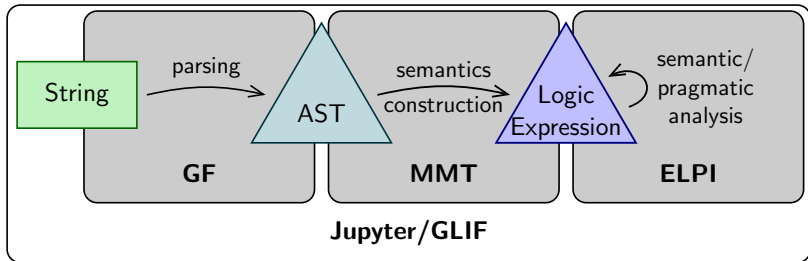 String
parsing
AST
semantics
construction
Logic
Expression
semantic/
pragmatic
analysis
GF
MMT
ELPI
Jupyter/GLIF